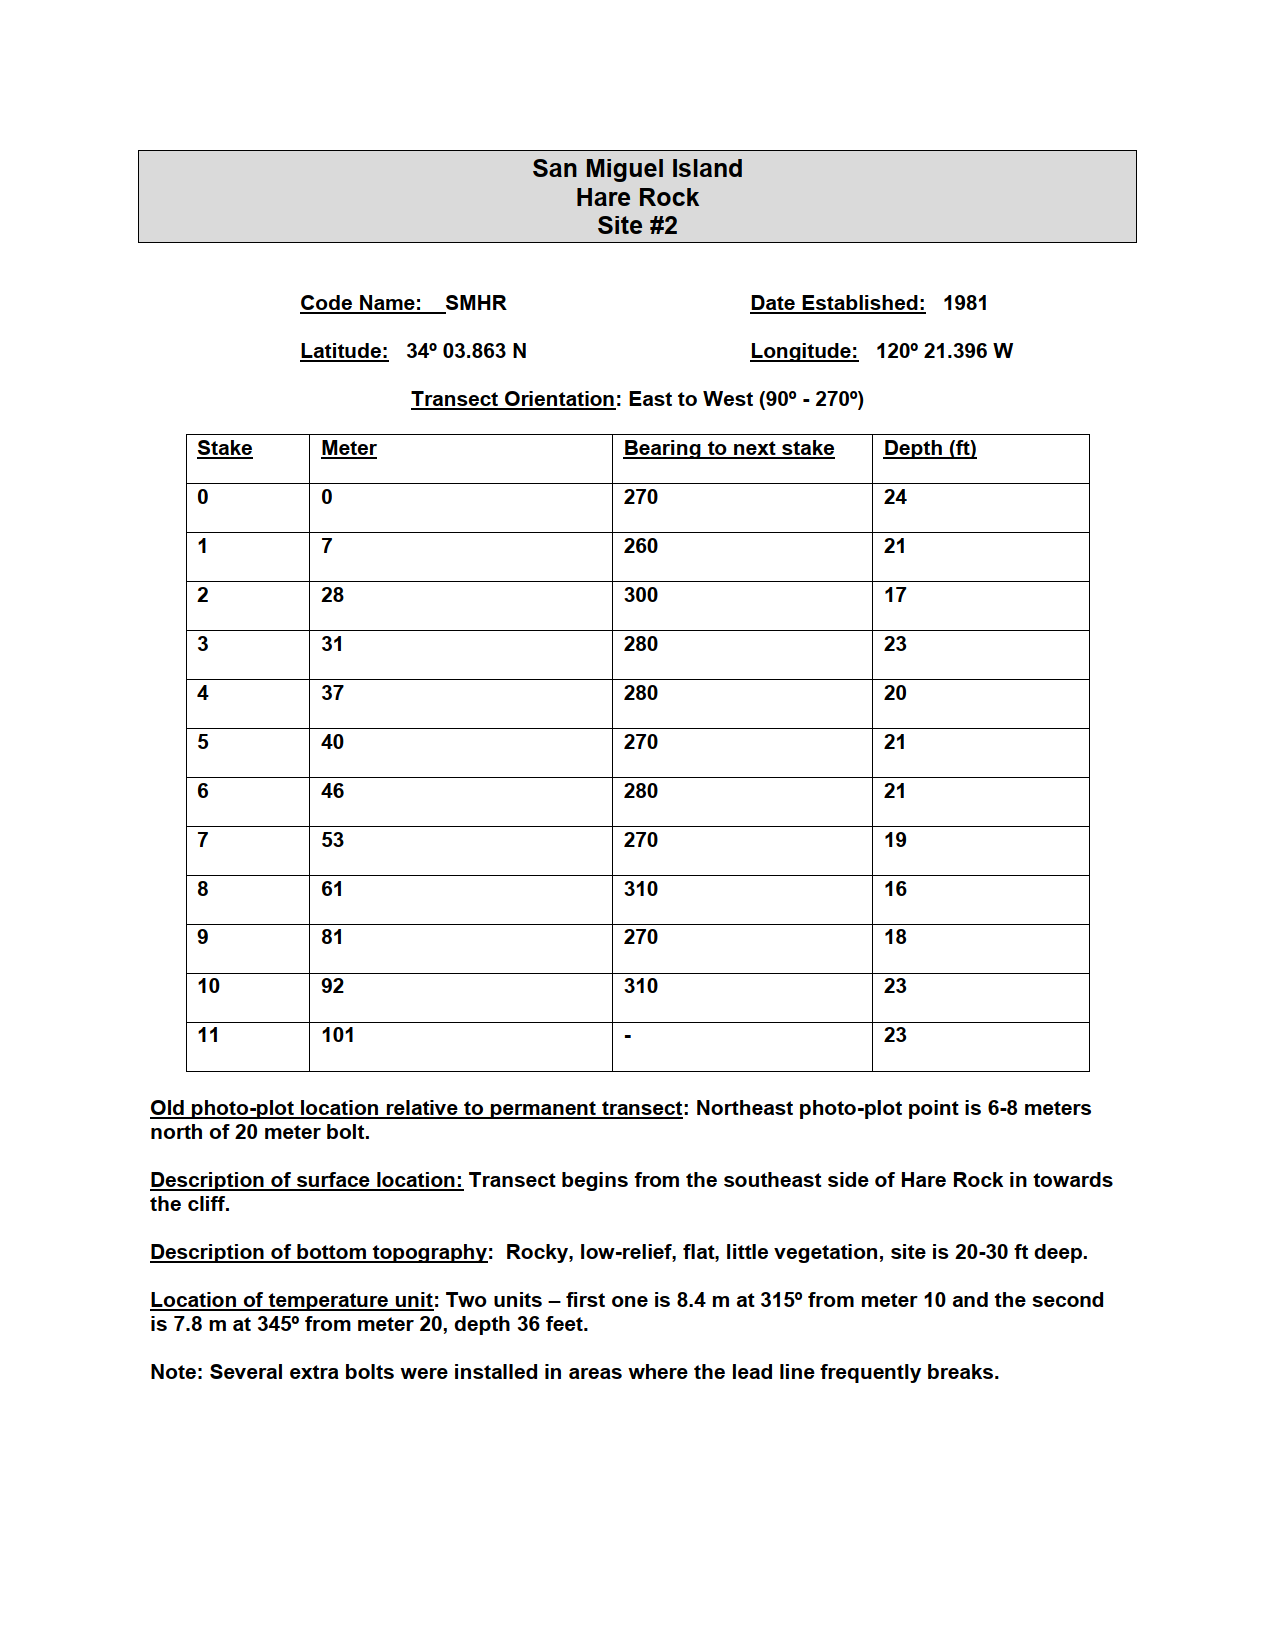 San Miguel Island
Hare Rock
Site #2
Code Name: SMHR Date Established: 1981
Latitude: 34º 03.863 N Longitude: 120º 21.396 W
Transect Orientation: East to West (90º - 270º)
Stake Meter Bearing to next stake Depth (ft)
0 0 270 24
1 7 260 21
2 28 300 17
3 31 280 23
4 37 280 20
5 40 270 21
6 46 280 21
7 53 270 19
8 61 310 16
9 81 270 18
10 92 310 23
11 101 - 23
Old photo-plot location relative to permanent transect: Northeast photo-plot point is 6-8 meters
north of 20 meter bolt.
Description of surface location: Transect begins from the southeast side of Hare Rock in towards
the cliff.
Description of bottom topography: Rocky, low-relief, flat, little vegetation, site is 20-30 ft deep.
Location of temperature unit: Two units – first one is 8.4 m at 315º from meter 10 and the second
is 7.8 m at 345º from meter 20, depth 36 feet.
Note: Several extra bolts were installed in areas where the lead line frequently breaks.